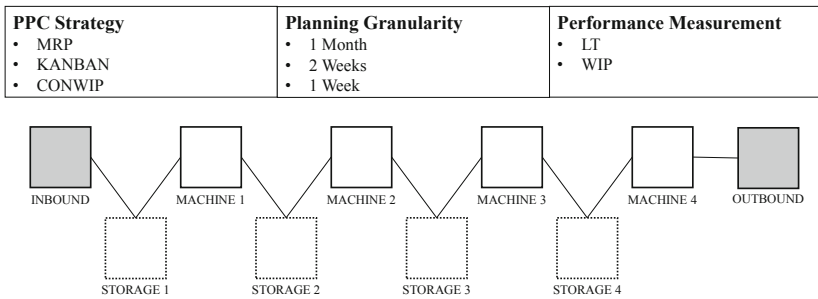 PPC Strategy
• MRP
• KANBAN
• CONWIP
Planning Granularity
• 1 Month
• 2 Weeks
• 1 Week
Performance Measurement
• LT
• WIP
INBOUND
MACHINE 1
MACHINE 2
MACHINE 3
MACHINE 4
OUTBOUND
STORAGE 1
STORAGE 2
STORAGE 3
STORAGE 4